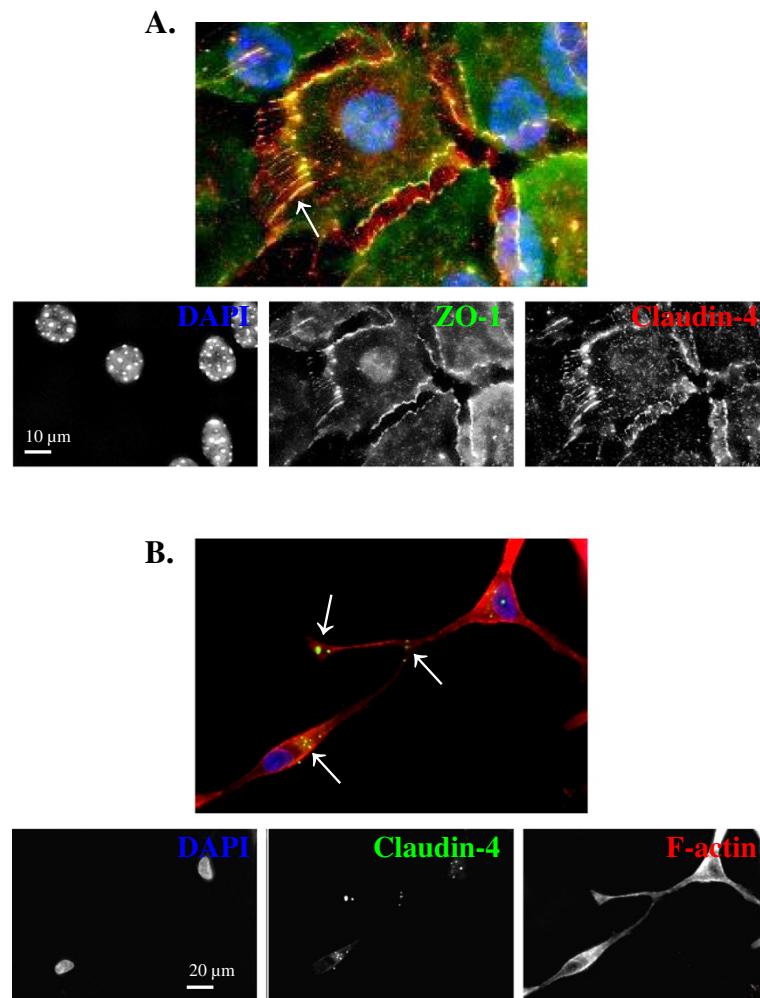 A.
DAPI
ZO-1
Claudin-4
10 µm
B.
DAPI
Claudin-4
F-actin
20 µm